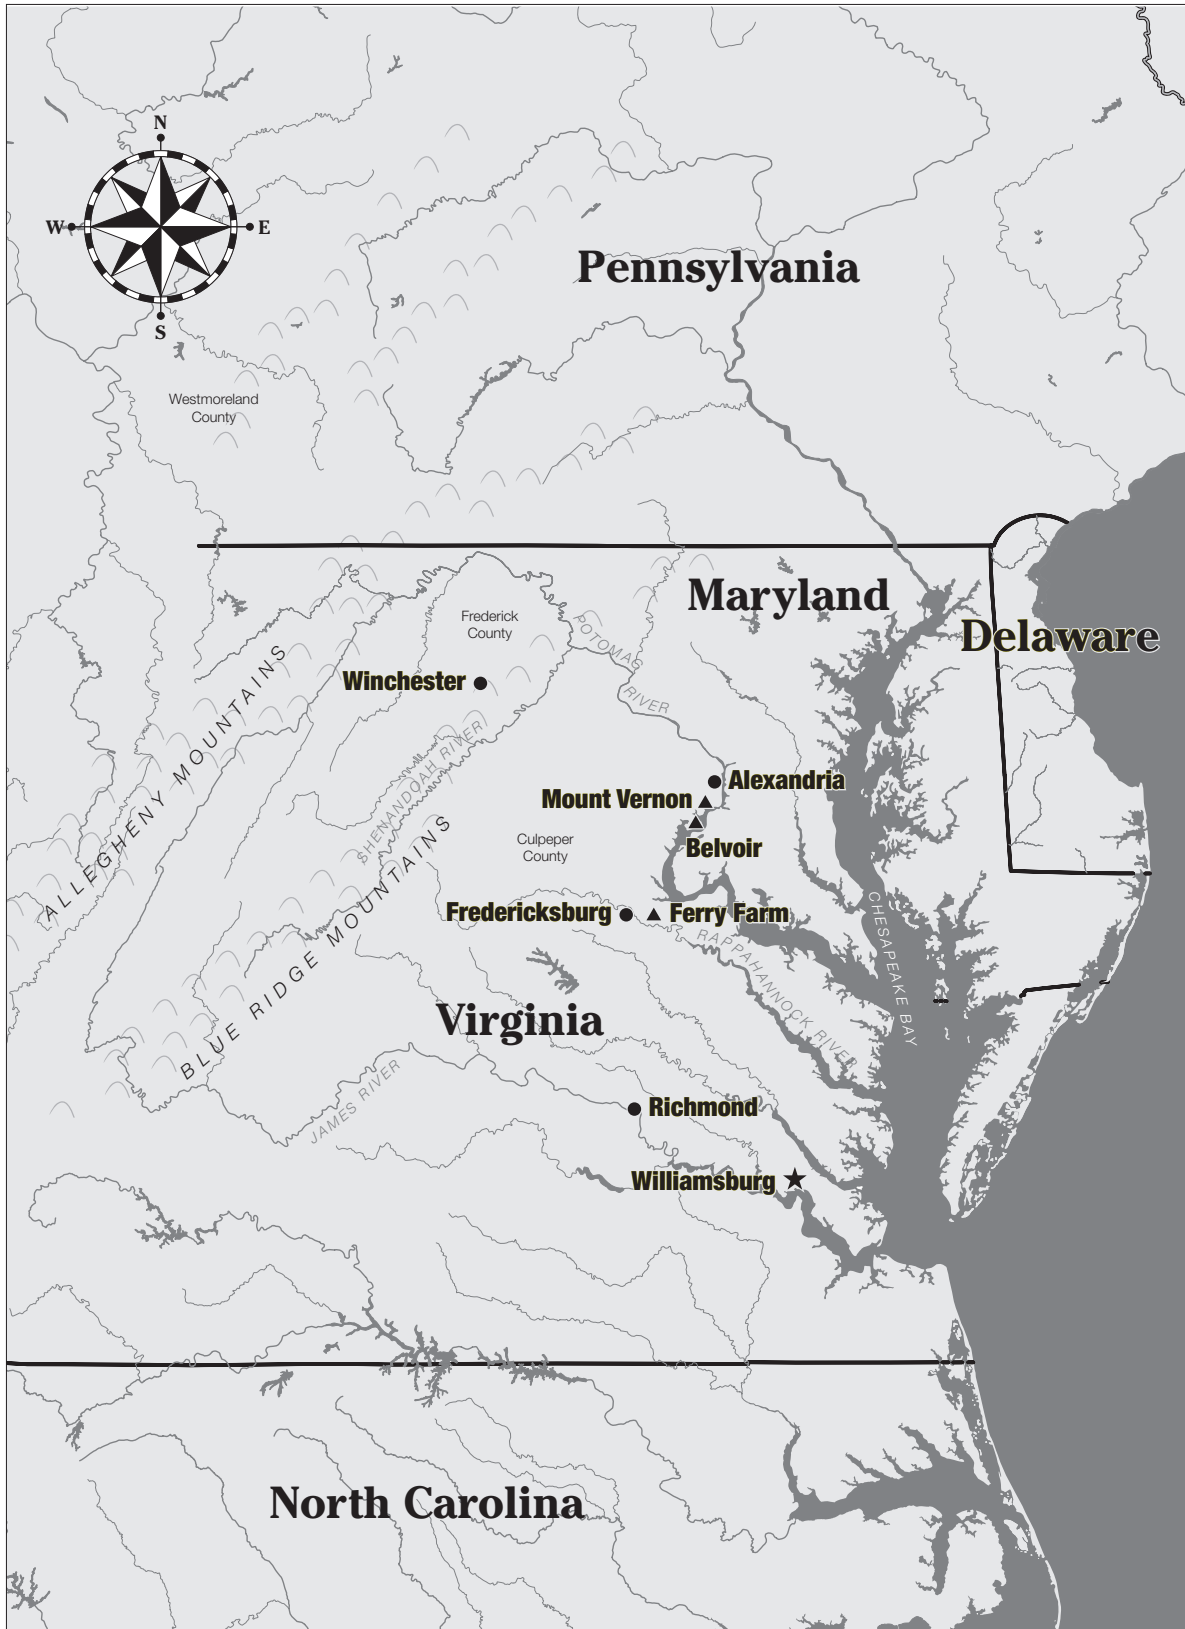 N
W
E
S
Pennsylvania
Westmoreland
County
Maryland
Delaware
Frederick
County
POTOMAC
RIVER
Winchester
ALLEGHENY MOUNTAINS
SHENANDOAH RIVER
Alexandria
Mount Vernon
Belvoir
Culpeper
County
BLUE RIDGE MOUNTAINS
Fredericksburg
Ferry Farm
CHESAPEAKE BAY
RAPPAHANNOCK RIVER
Virginia
JAMES RIVER
Richmond
Williamsburg
North Carolina